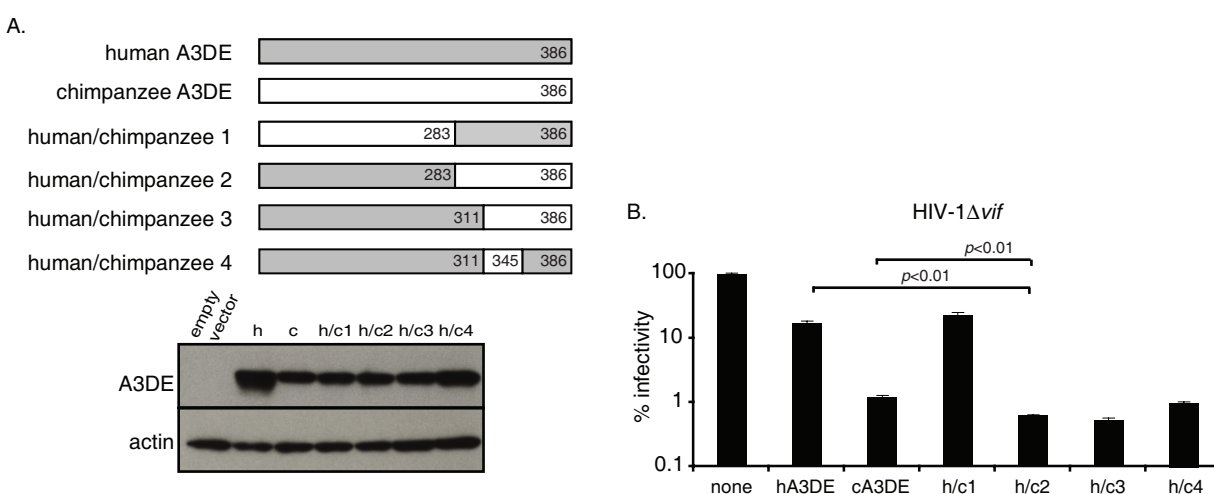 A.
human A3DE 386
chimpanzee A3DE 386
human/chimpanzee 1 283 386
human/chimpanzee 2 283 386
human/chimpanzee 3 311 386
human/chimpanzee 4 311 345 386
empty
vector
h c h/c1 h/c2 h/c3 h/c4
A3DE
actin
B.
HIV-1Δvif
p<0.01
p<0.01
% infectivity
100
10
1
0.1
none hA3DE cA3DE h/c1 h/c2 h/c3 h/c4